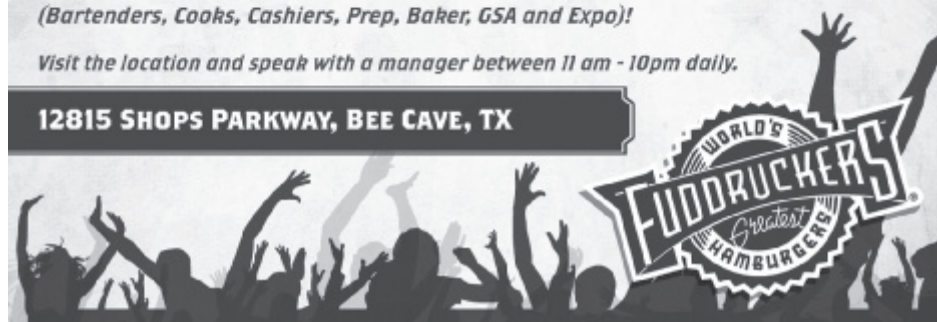 (Bartenders, Cooks, Cashiers, Prep, Baker, GSA and Expo)!
Visit the location and speak with a manager between 11 am - 10pm daily.
12815 Shops Parkway, Bee Cave, TX
WORLD'S
FUDDRUCKERS
Greatest
HAMBURGERS